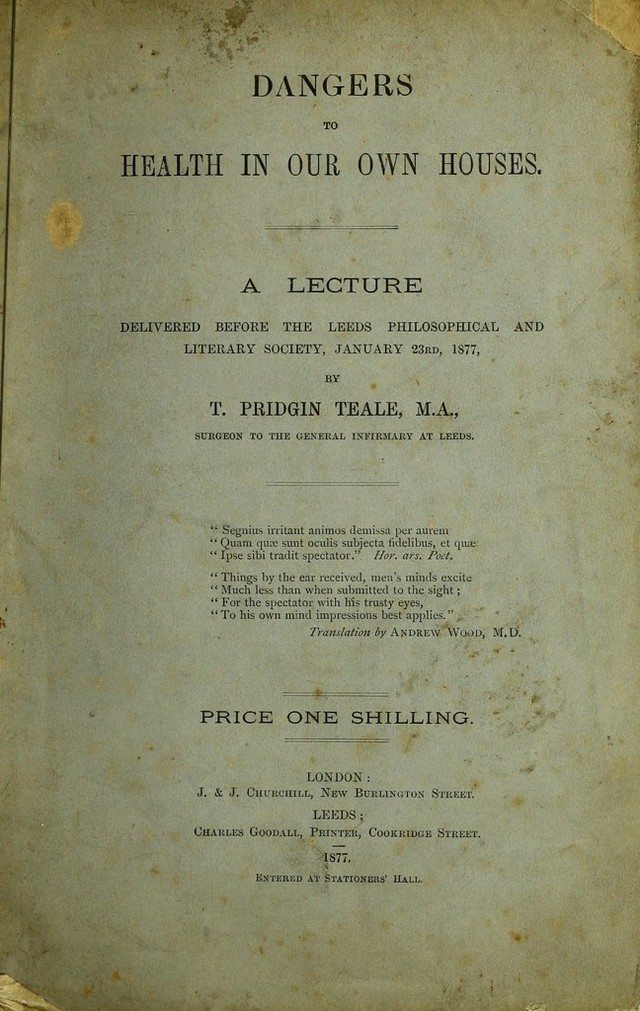 DANGERS
TO
HEALTH IN OUR OWN HOUSES.
A LECTURE
DELIVERED BEFORE THE LEEDS PHILOSOPHICAL AND
LITERARY SOCIETY, JANUARY 23RD, 1877,
BY
T. PRIDGIN TEALE, M.A.,
SURGEON TO THE GENERAL INFIRMARY AT LEEDS.
“ Segnius irritant animos demissa per aurem
“ Quam quæ sunt oculis subjecta fidelibus, et quæ
“ Ipse sibi tradit spectator.” Hor. ars. Poet.
“ Things by the ear received, men's minds excite
“ Much less than when submitted to the sight ;
“ For the spectator with his trusty eyes,
“ To his own mind impressions best applies.”
Translation by ANDREW WOOD, M.D.
PRICE ONE SHILLING.
LONDON :
J. & J. CHURCHILL, NEW BURLINGTON STREET.
LEEDS ;
CHARLES GOODALL, PRINTER, COOKRIDGE STREET.
1877.
ENTERED AT STATIONERS' HALL.